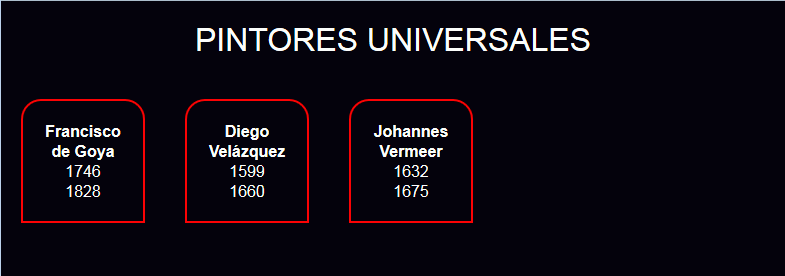 PINTORES UNIVERSALES
Francisco
de Goya
1746
1828
Diego
Velázquez
1599
1660
Johannes
Vermeer
1632
1675